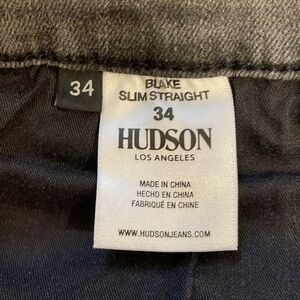 34
BLAKE
SLIM STRAIGHT
34
HUDSON
LOS ANGELES
MADE IN CHINA
HECHO EN CHINA
FABRIQUÉ EN CHINE
WWW.HUDSONJEANS.COM